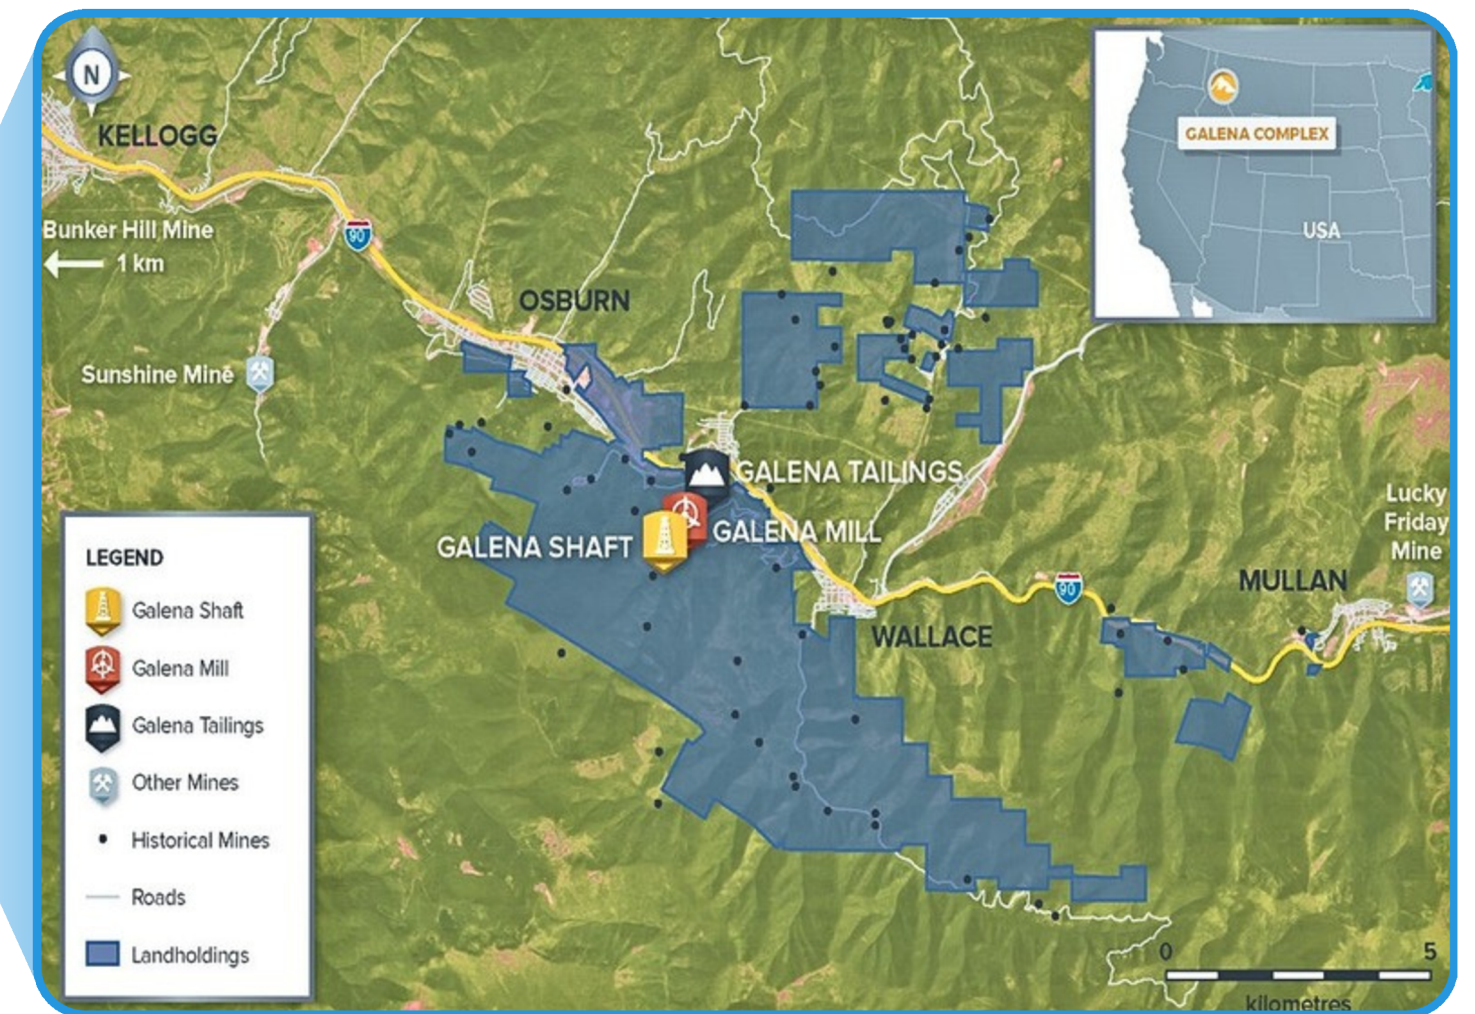 N
KELLOGG
GALENA COMPLEX
USA
Bunker Hill Mine
1 km
90
OSBURN
Sunshine Mine
GALENA TAILINGS
GALENA MILL
GALENA SHAFT
Lucky
Friday
Mine
MULLAN
90
WALLACE
LEGEND
Galena Shaft
Galena Mill
Galena Tailings
Other Mines
Historical Mines
Roads
Landholdings
0 5
kilometres